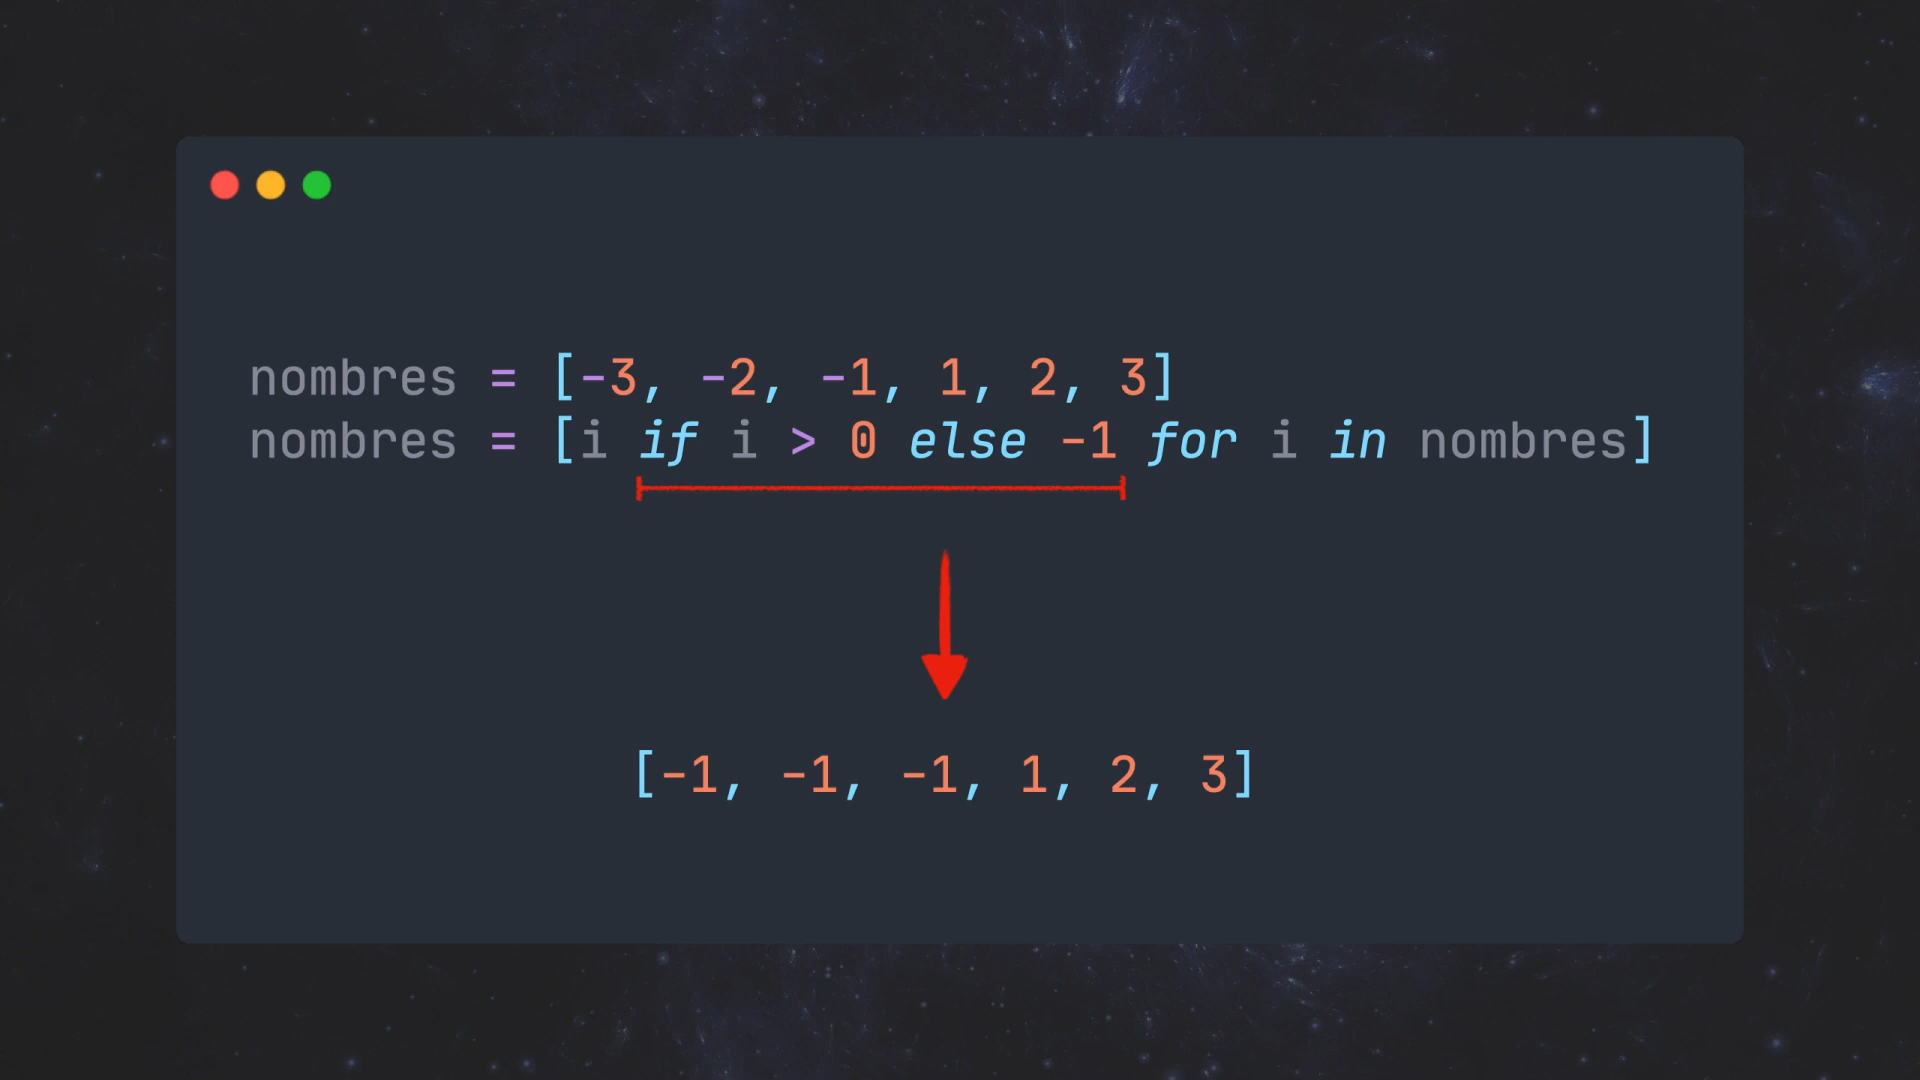 nombres = [-3, -2, -1, 1, 2, 3]
nombres = [i if i > 0 else -1 for i in nombres]
[-1, -1, -1, 1, 2, 3]